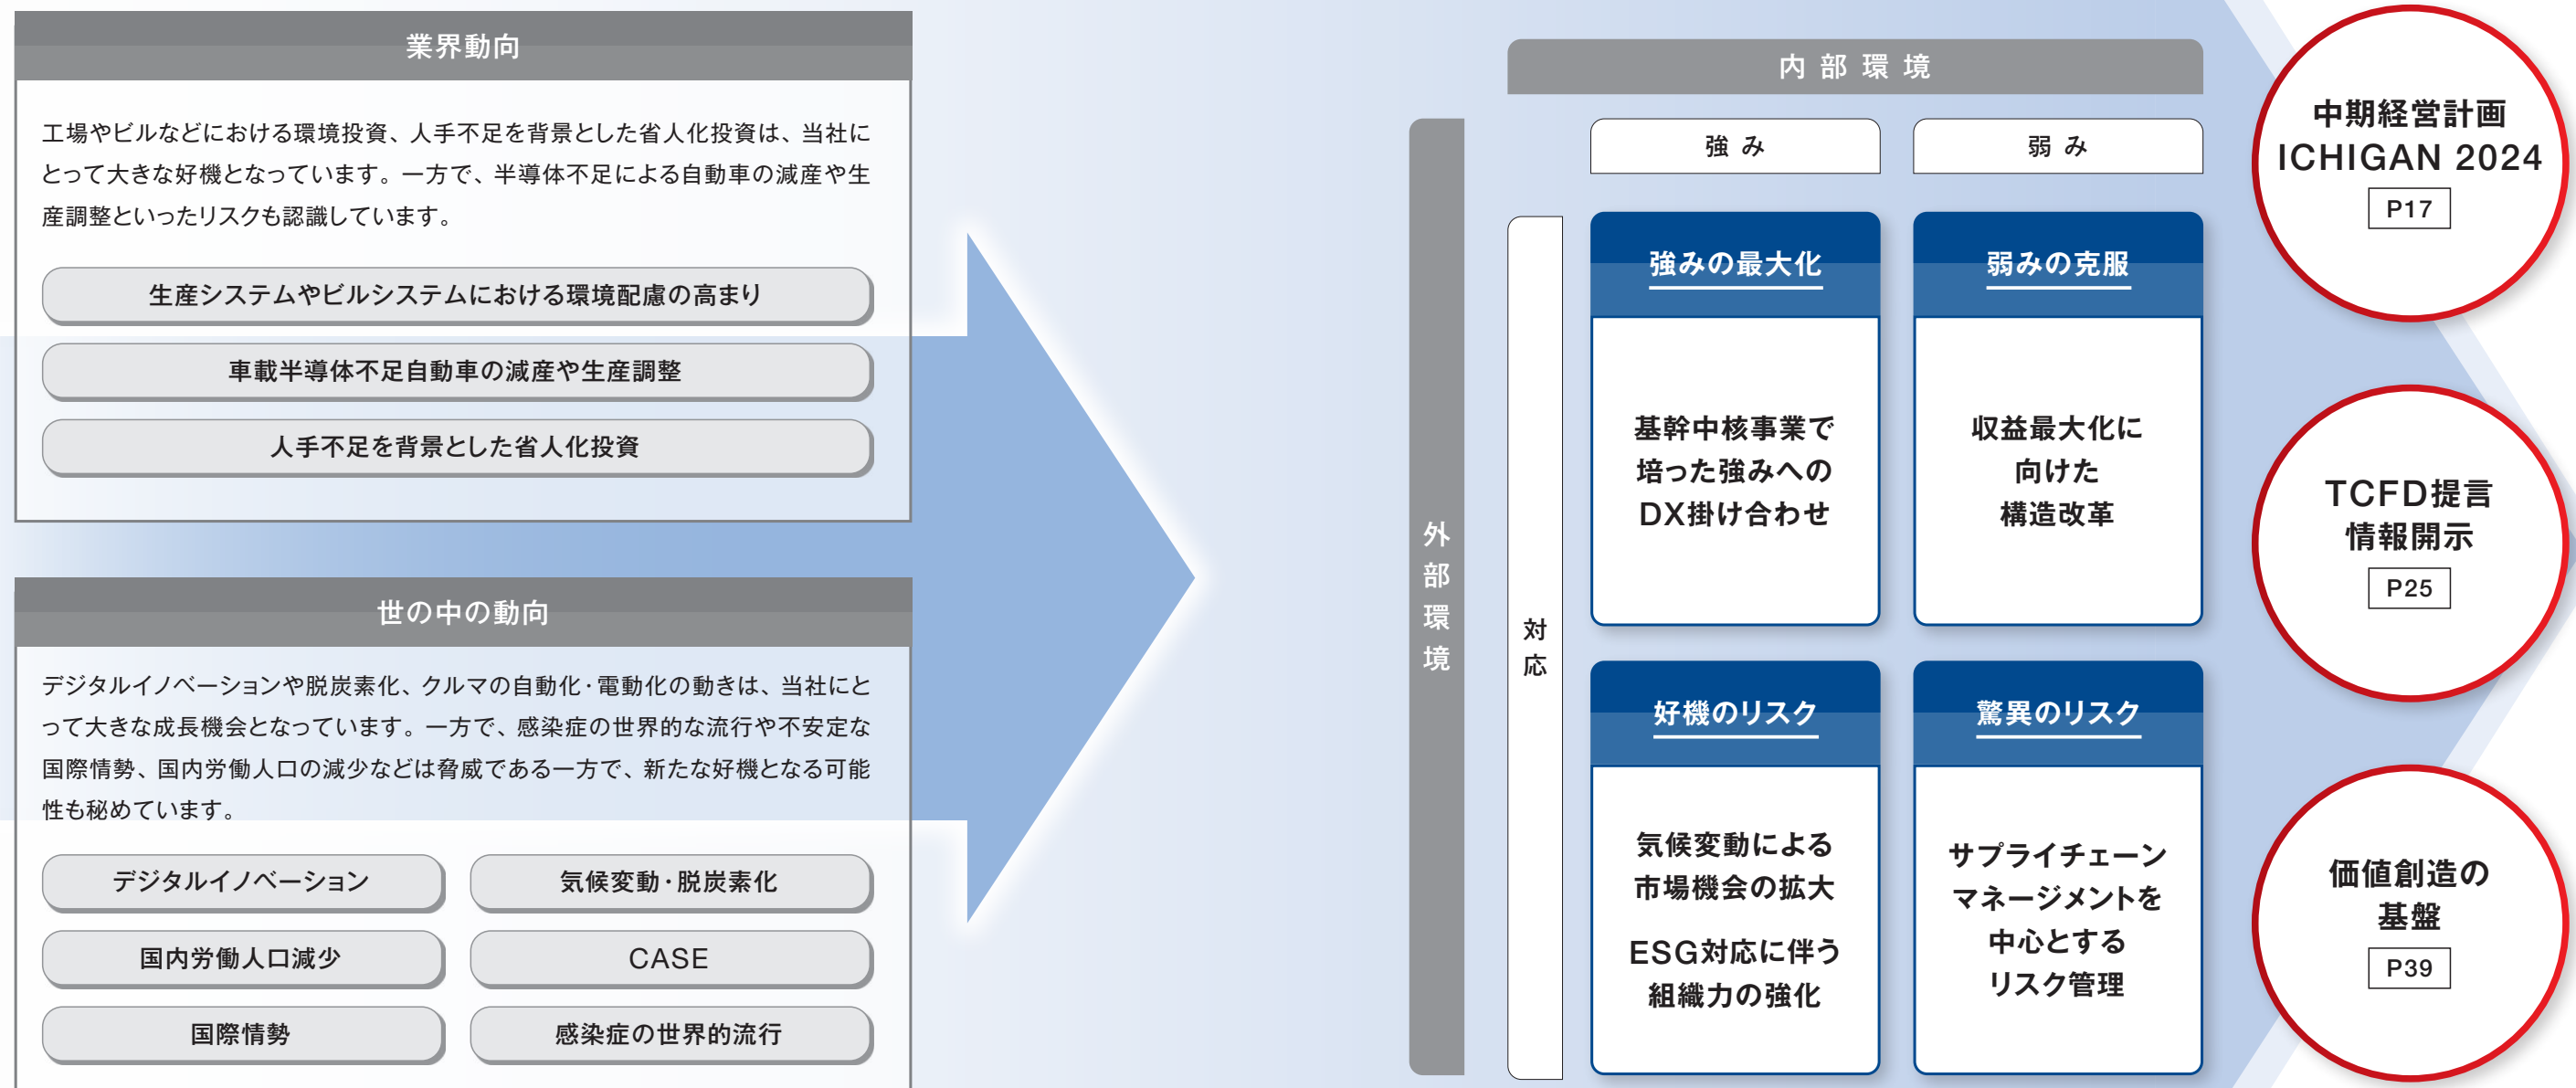 業界動向
工場やビルなどにおける環境投資、人手不足を背景とした省人化投資は、当社に
とって大きな好機となっています。一方で、半導体不足による自動車の減産や生
産調整といったリスクも認識しています。
生産システムやビルシステムにおける環境配慮の高まり
車載半導体不足自動車の減産や生産調整
人手不足を背景とした省人化投資
世の中の動向
デジタルイノベーションや脱炭素化、クルマの自動化・電動化の動きは、当社にと
って大きな成長機会となっています。一方で、感染症の世界的な流行や不安定な
国際情勢、国内労働人口の減少などは脅威である一方で、新たな好機となる可能
性も秘めています。
デジタルイノベーション
気候変動・脱炭素化
国内労働人口減少
CASE
国際情勢
感染症の世界的流行
内部環境
外部環境
強み
弱み
対応
強みの最大化
基幹中核事業で
培った強みへの
DX掛け合わせ
弱みの克服
収益最大化に
向けた
構造改革
好機のリスク
気候変動による
市場機会の拡大
ESG対応に伴う
組織力の強化
驚異のリスク
サプライチェーン
マネージメントを
中心とする
リスク管理
中期経営計画
ICHIGAN 2024
P17
TCFD提言
情報開示
P25
価値創造の
基盤
P39